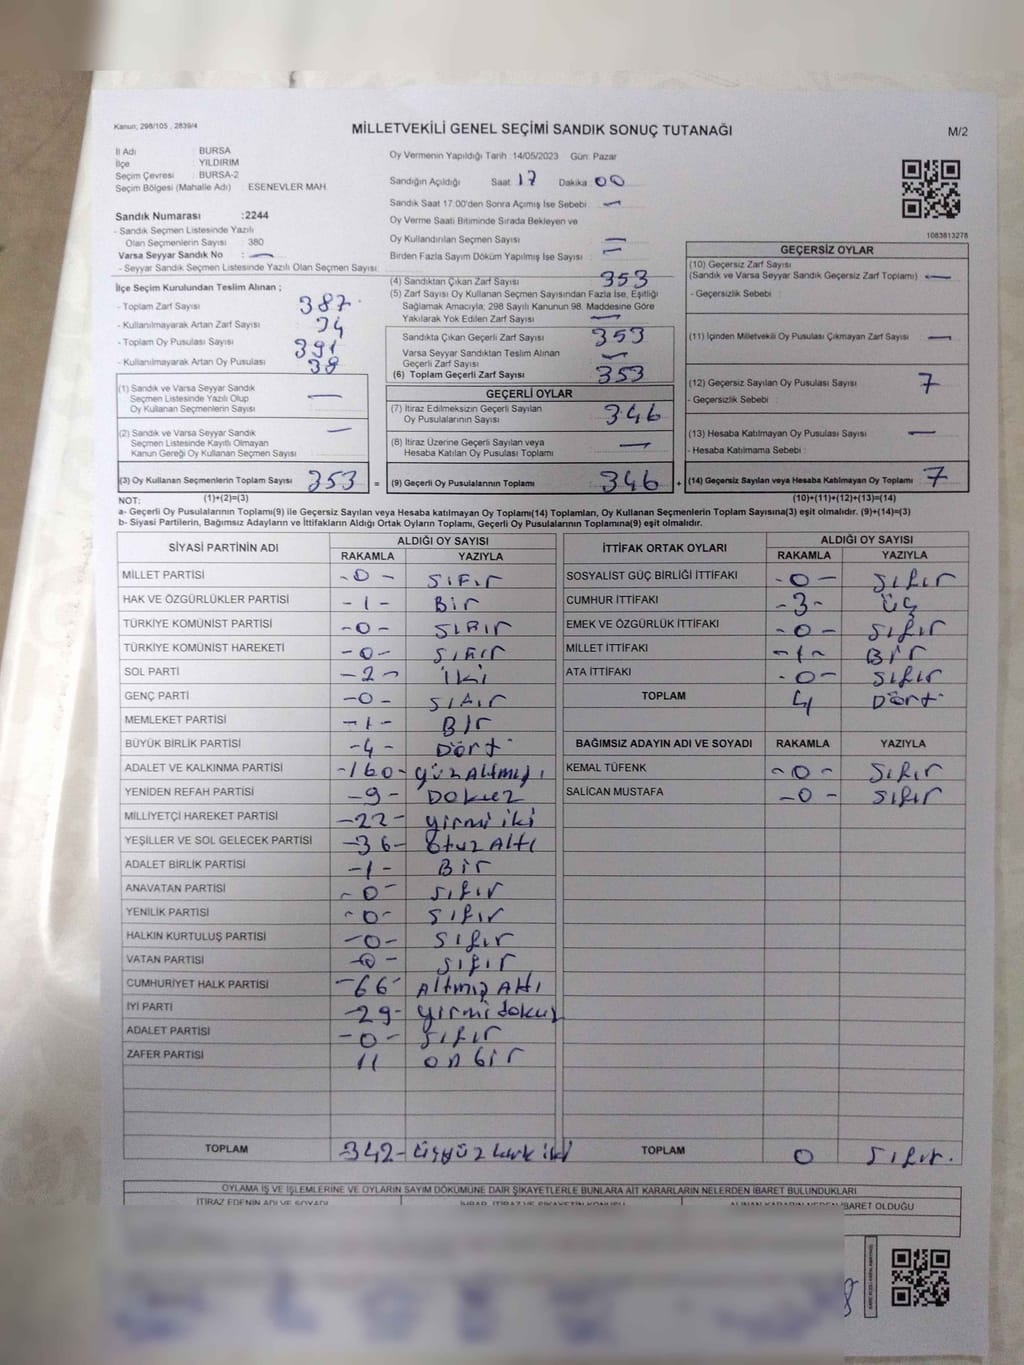 Kanun; 298/105 , 2839/4
MİLLETVEKİLİ GENEL SEÇİMİ SANDIK SONUÇ TUTANAĞI
M/2
İl Adı : BURSA
İlçe : YILDIRIM
Seçim Çevresi : BURSA-2
Seçim Bölgesi (Mahalle Adı) ESENEVLER MAH
Sandık Numarası :2244
- Sandık Seçmen Listesinde Yazılı
Olan Seçmenlerin Sayısı : 380
Varsa Seyyar Sandık No : —
- Seyyar Sandık Seçmen Listesinde Yazılı Olan Seçmen Sayısı:
İlçe Seçim Kurulundan Teslim Alınan ;
- Toplam Zarf Sayısı : 387
- Kullanılmayarak Artan Zarf Sayısı : 34
- Toplam Oy Pusulası Sayısı : 391
- Kullanılmayarak Artan Oy Pusulası : 38
(1) Sandık ve Varsa Seyyar Sandık
Seçmen Listesinde Yazılı Olup
Oy Kullanan Seçmenlerin Sayısı : —
(2) Sandık ve Varsa Seyyar Sandık
Seçmen Listesinde Kayıtlı Olmayan
Kanun Gereği Oy Kullanan Seçmen Sayısı : —
(3) Oy Kullanan Seçmenlerin Toplam Sayısı : 353 =
(1)+(2)=(3)
Oy Vermenin Yapıldığı Tarih :14/05/2023 Gün: Pazar
Sandığın Açıldığı Saat : 17 Dakika : 00
Sandık Saat 17:00'den Sonra Açılmış İse Sebebi : —
Oy Verme Saati Bitiminde Sırada Bekleyen ve
Oy Kullandırılan Seçmen Sayısı : —
Birden Fazla Sayım Döküm Yapılmış İse Sayısı : —
(4) Sandıktan Çıkan Zarf Sayısı : 353
(5) Zarf Sayısı Oy Kullanan Seçmen Sayısından Fazla İse, Eşitliği
Sağlamak Amacıyla; 298 Sayılı Kanunun 98. Maddesine Göre
Yakılarak Yok Edilen Zarf Sayısı : —
Sandıkta Çıkan Geçerli Zarf Sayısı : 353
Varsa Seyyar Sandıktan Teslim Alınan
Geçerli Zarf Sayısı : —
(6) Toplam Geçerli Zarf Sayısı : 353
GEÇERLİ OYLAR
(7) İtiraz Edilmeksizin Geçerli Sayılan
Oy Pusulalarının Sayısı : 346
(8) İtiraz Üzerine Geçerli Sayılan veya
Hesaba Katılan Oy Pusulası Toplamı : —
(9) Geçerli Oy Pusulalarının Toplamı : 346 +
1083813278
GEÇERSİZ OYLAR
(10) Geçersiz Zarf Sayısı
(Sandık ve Varsa Seyyar Sandık Geçersiz Zarf Toplamı) : —
- Geçersizlik Sebebi :
(11) İçinden Milletvekili Oy Pusulası Çıkmayan Zarf Sayısı : —
(12) Geçersiz Sayılan Oy Pusulası Sayısı : 7
- Geçersizlik Sebebi :
(13) Hesaba Katılmayan Oy Pusulası Sayısı : —
- Hesaba Katılmama Sebebi :
(14) Geçersiz Sayılan veya Hesaba Katılmayan Oy Toplamı : 7
(10)+(11)+(12)+(13)=(14)
NOT:
a- Geçerli Oy Pusulalarının Toplamı(9) ile Geçersiz Sayılan veya Hesaba katılmayan Oy Toplamı(14) Toplamları, Oy Kullanan Seçmenlerin Toplam Sayısına(3) eşit olmalıdır. (9)+(14)=(3)
b- Siyasi Partilerin, Bağımsız Adayların ve İttifakların Aldığı Ortak Oyların Toplamı, Geçerli Oy Pusulalarının Toplamına(9) eşit olmalıdır.
SİYASİ PARTİNİN ADI ALDIĞI OY SAYISI
RAKAMLA YAZIYLA
MİLLET PARTİSİ -0- SIFIr
HAK VE ÖZGÜRLÜKLER PARTİSİ -1- Bir
TÜRKİYE KOMÜNİST PARTİSİ -0- SIFIr
TÜRKİYE KOMÜNİST HAREKETİ -0- SIFIr
SOL PARTİ -2- iki
GENÇ PARTİ -0- SIFIr
MEMLEKET PARTİSİ -1- BIr
BÜYÜK BİRLİK PARTİSİ -4- Dört
ADALET VE KALKINMA PARTİSİ -160- yüzAltmış
YENİDEN REFAH PARTİSİ -9- Dokuz
MİLLİYETÇİ HAREKET PARTİSİ -22- yirmi iki
YEŞİLLER VE SOL GELECEK PARTİSİ -36- Otuz Altı
ADALET BİRLİK PARTİSİ -1- Bir
ANAVATAN PARTİSİ -0- sıfır
YENİLİK PARTİSİ -0- sıfır
HALKIN KURTULUŞ PARTİSİ -0- sıfır
VATAN PARTİSİ -0- sıfır
CUMHURİYET HALK PARTİSİ -66- Altmış Altı
İYİ PARTİ -29- yirmi dokuz
ADALET PARTİSİ -0- sıfır
ZAFER PARTİSİ 11 onbir
TOPLAM 342- üçyüz kırk iki
İTTİFAK ORTAK OYLARI ALDIĞI OY SAYISI
RAKAMLA YAZIYLA
SOSYALİST GÜÇ BİRLİĞİ İTTİFAKI -0- sıfır
CUMHUR İTTİFAKI -3- üç
EMEK VE ÖZGÜRLÜK İTTİFAKI -0- sıfır
MİLLET İTTİFAKI -1- Bir
ATA İTTİFAKI -0- sıfır
TOPLAM 4 Dört
BAĞIMSIZ ADAYIN ADI VE SOYADI RAKAMLA YAZIYLA
KEMAL TÜFENK -0- sıfır
SALİCAN MUSTAFA -0- sıfır
TOPLAM 0 sıfır.
OYLAMA İŞ VE İŞLEMLERİNE VE OYLARIN SAYIM DÖKÜMÜNE DAİR ŞİKAYETLERLE BUNLARA AİT KARARLARIN NELERDEN İBARET BULUNDUKLARI
İTİRAZ EDENİN ADI VE SOYADI İHBAR, İTİRAZ VE ŞİKAYETİN KONUSU ALINAN KARARIN NEDEN İBARET OLDUĞU